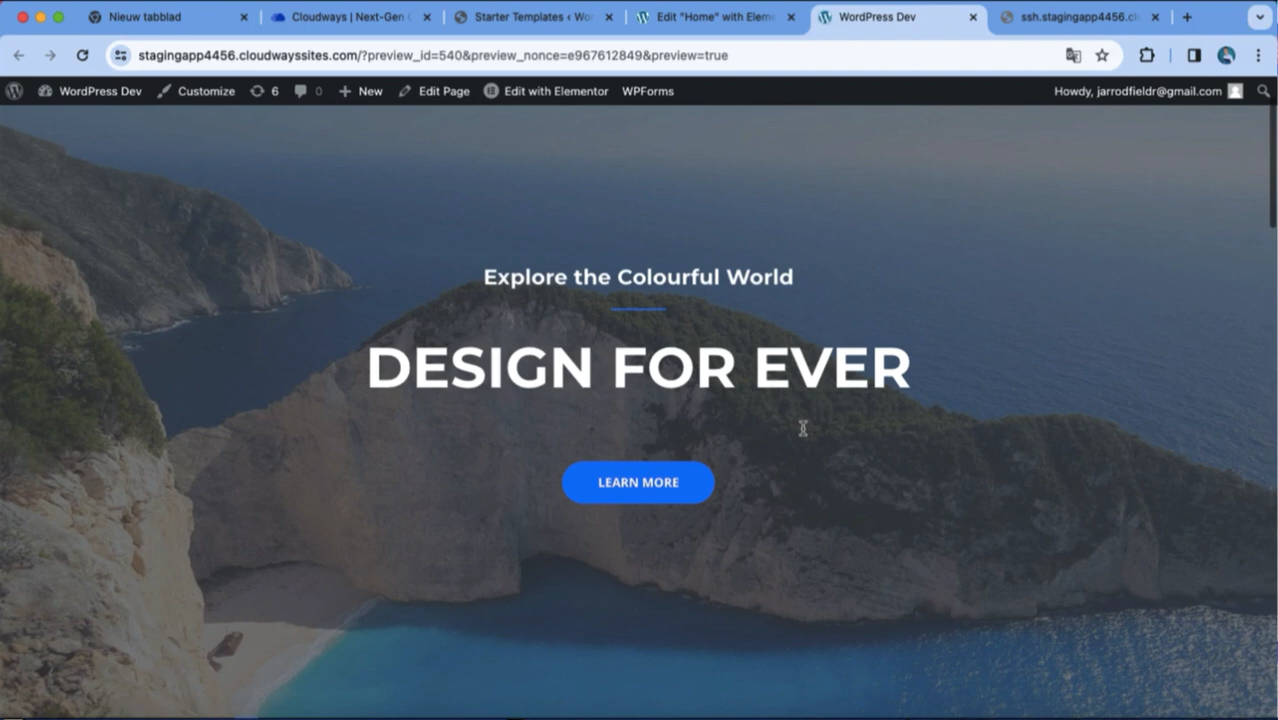 Nieuw tabblad
Cloudways | Next-Gen
Starter Templates ‹ Wor
Edit "Home" with Eleme
WordPress Dev
ssh.stagingapp4456.cl
stagingapp4456.cloudwayssites.com/?preview_id=540&preview_nonce=e967612849&preview=true
WordPress Dev
Customize
6
0
New
Edit Page
Edit with Elementor
WPForms
Howdy, jarrodfieldr@gmail.com
Explore the Colourful World
DESIGN FOR EVER
LEARN MORE